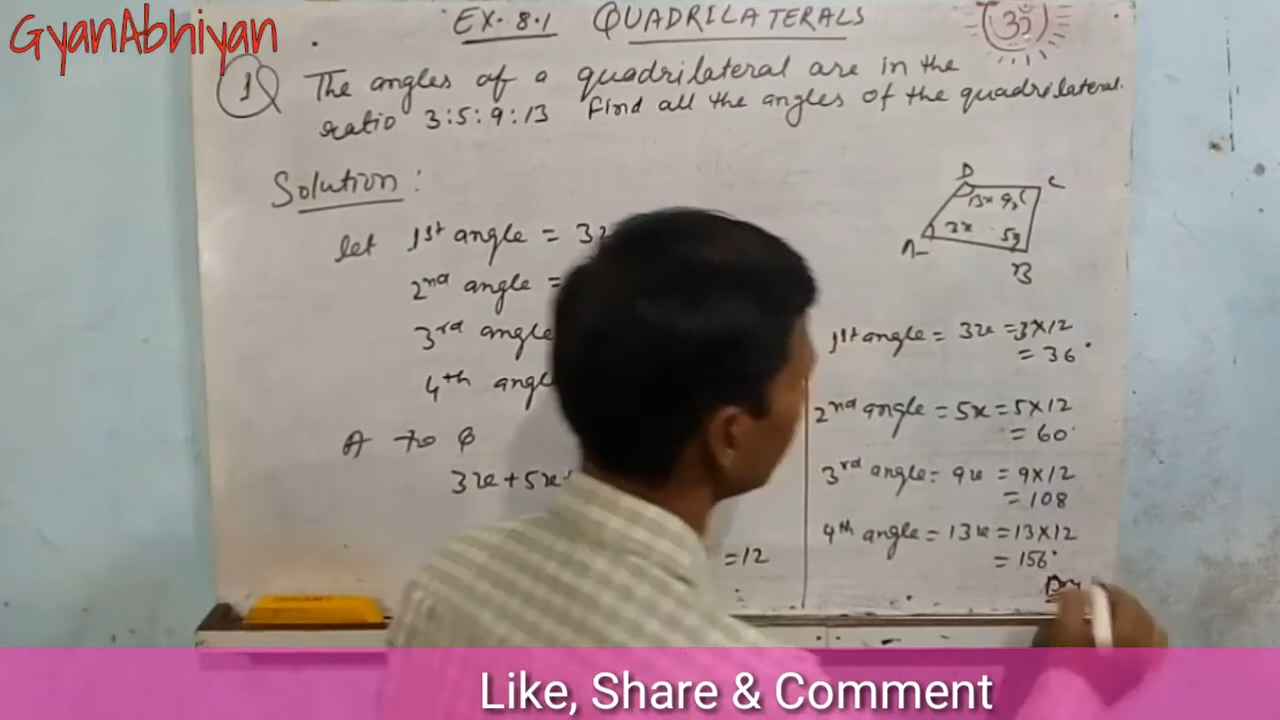 GyanAbhiyan
EX. 8.1 QUADRILATERALS
ॐ
1 The angles of a quadrilateral are in the
ratio 3:5:9:13 Find all the angles of the quadrilateral.
Solution:
let 1st angle = 3x
2nd angle =
3rd angle
4th angle
A To Q
3x+5x+
=12
D C
13x 9x
3x 5x
A B
1st angle = 3x =3×12
= 36°
2nd angle = 5x = 5×12
= 60°
3rd angle = 9x = 9×12
= 108
4th angle = 13x = 13×12
= 156°
Like, Share & Comment